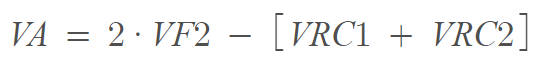 VA = 2 · VF2 − [VRC1 + VRC2]